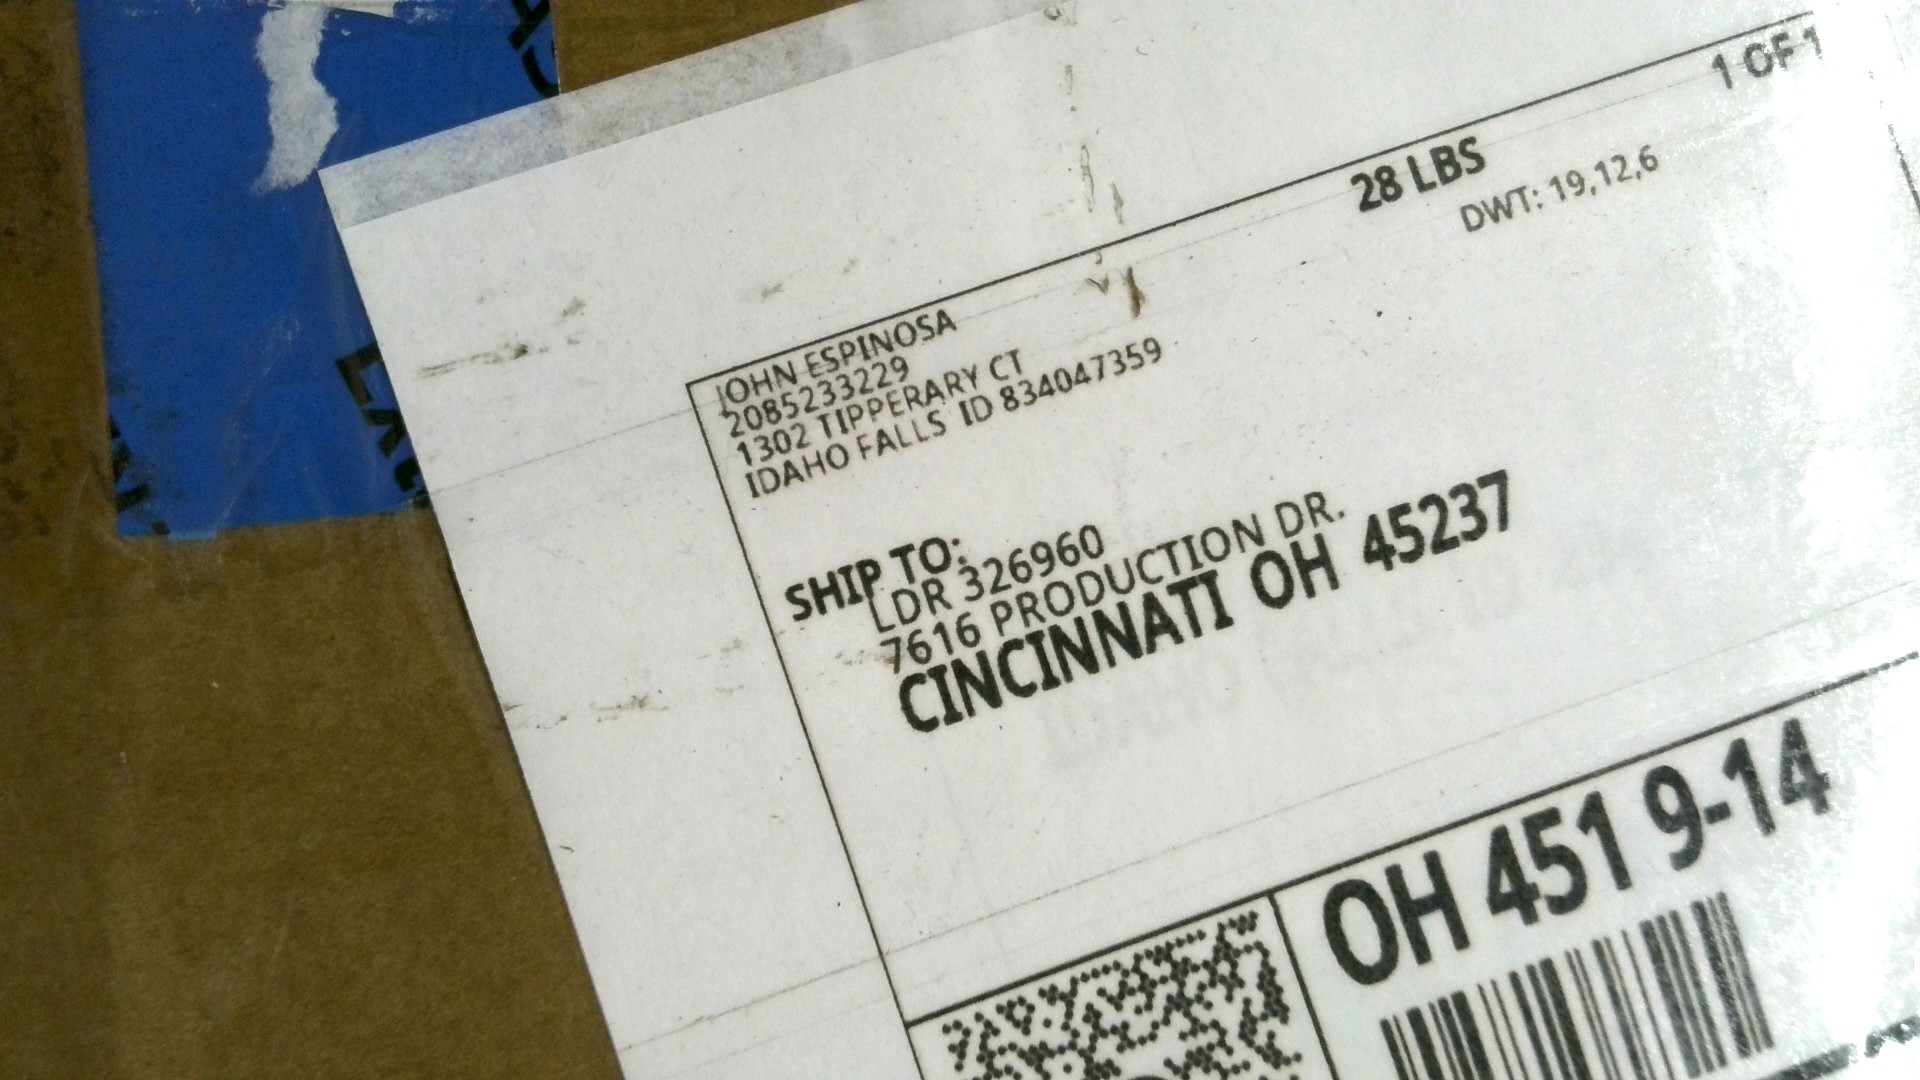 1 OF 1
28 LBS
DWT: 19,12,6
JOHN ESPINOSA
2085233229
1302 TIPPERARY CT
IDAHO FALLS ID 834047359
SHIP TO:
LDR 326960
7616 PRODUCTION DR.
CINCINNATI OH 45237
OH 451 9-14